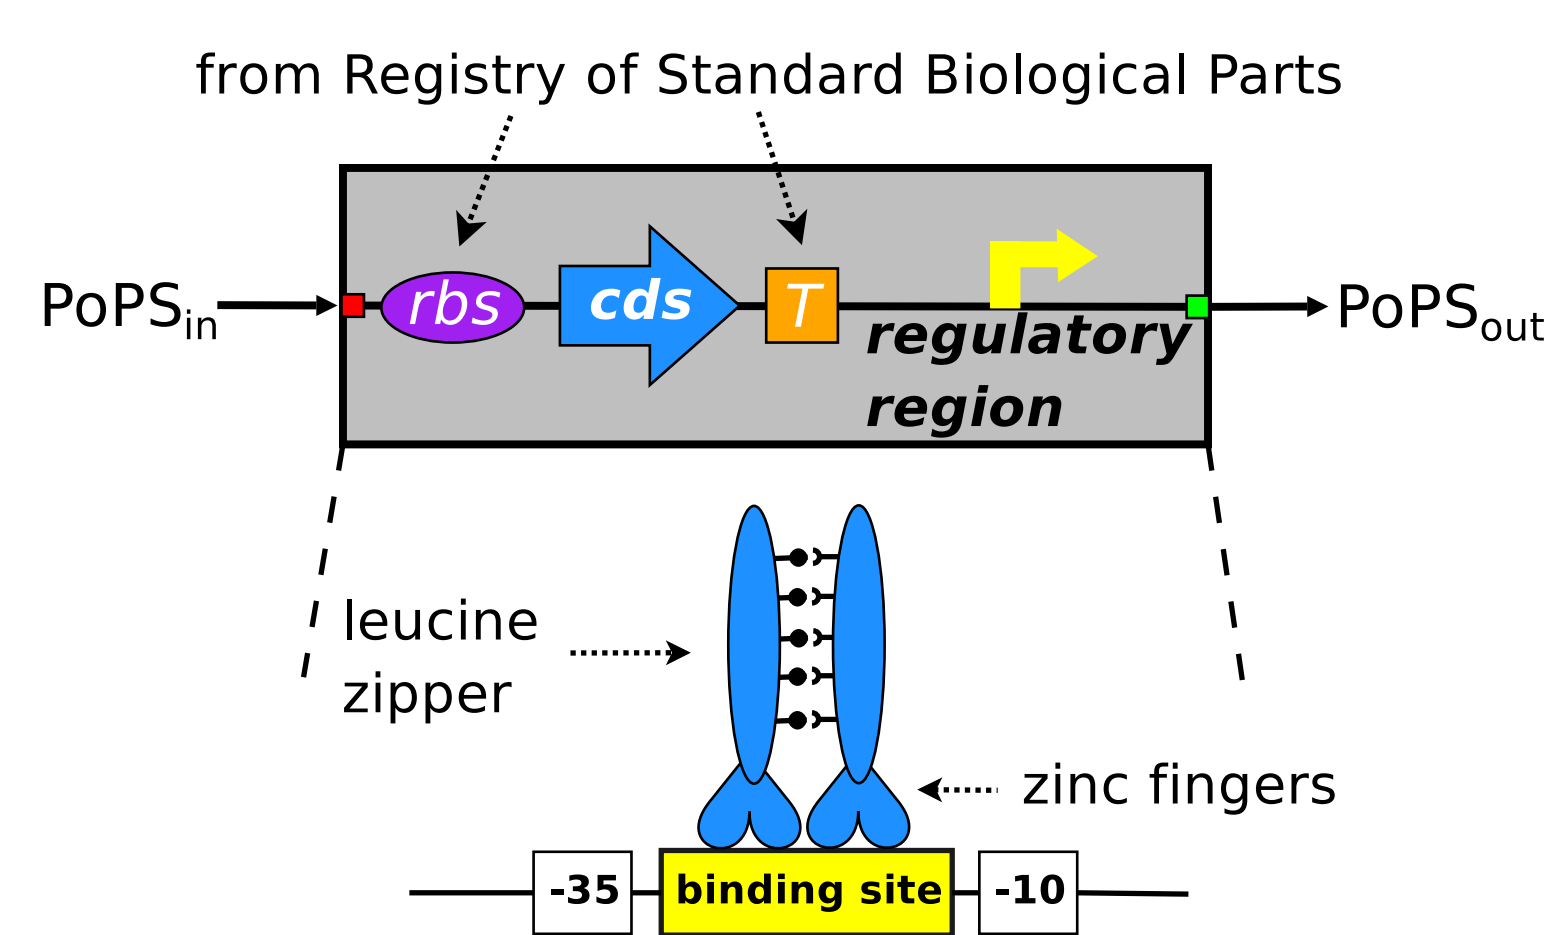 from Registry of Standard Biological Parts
PoPSin
rbs
cds
T
PoPSout
regulatory
region
leucine
zipper
zinc fingers
-35
binding site
-10